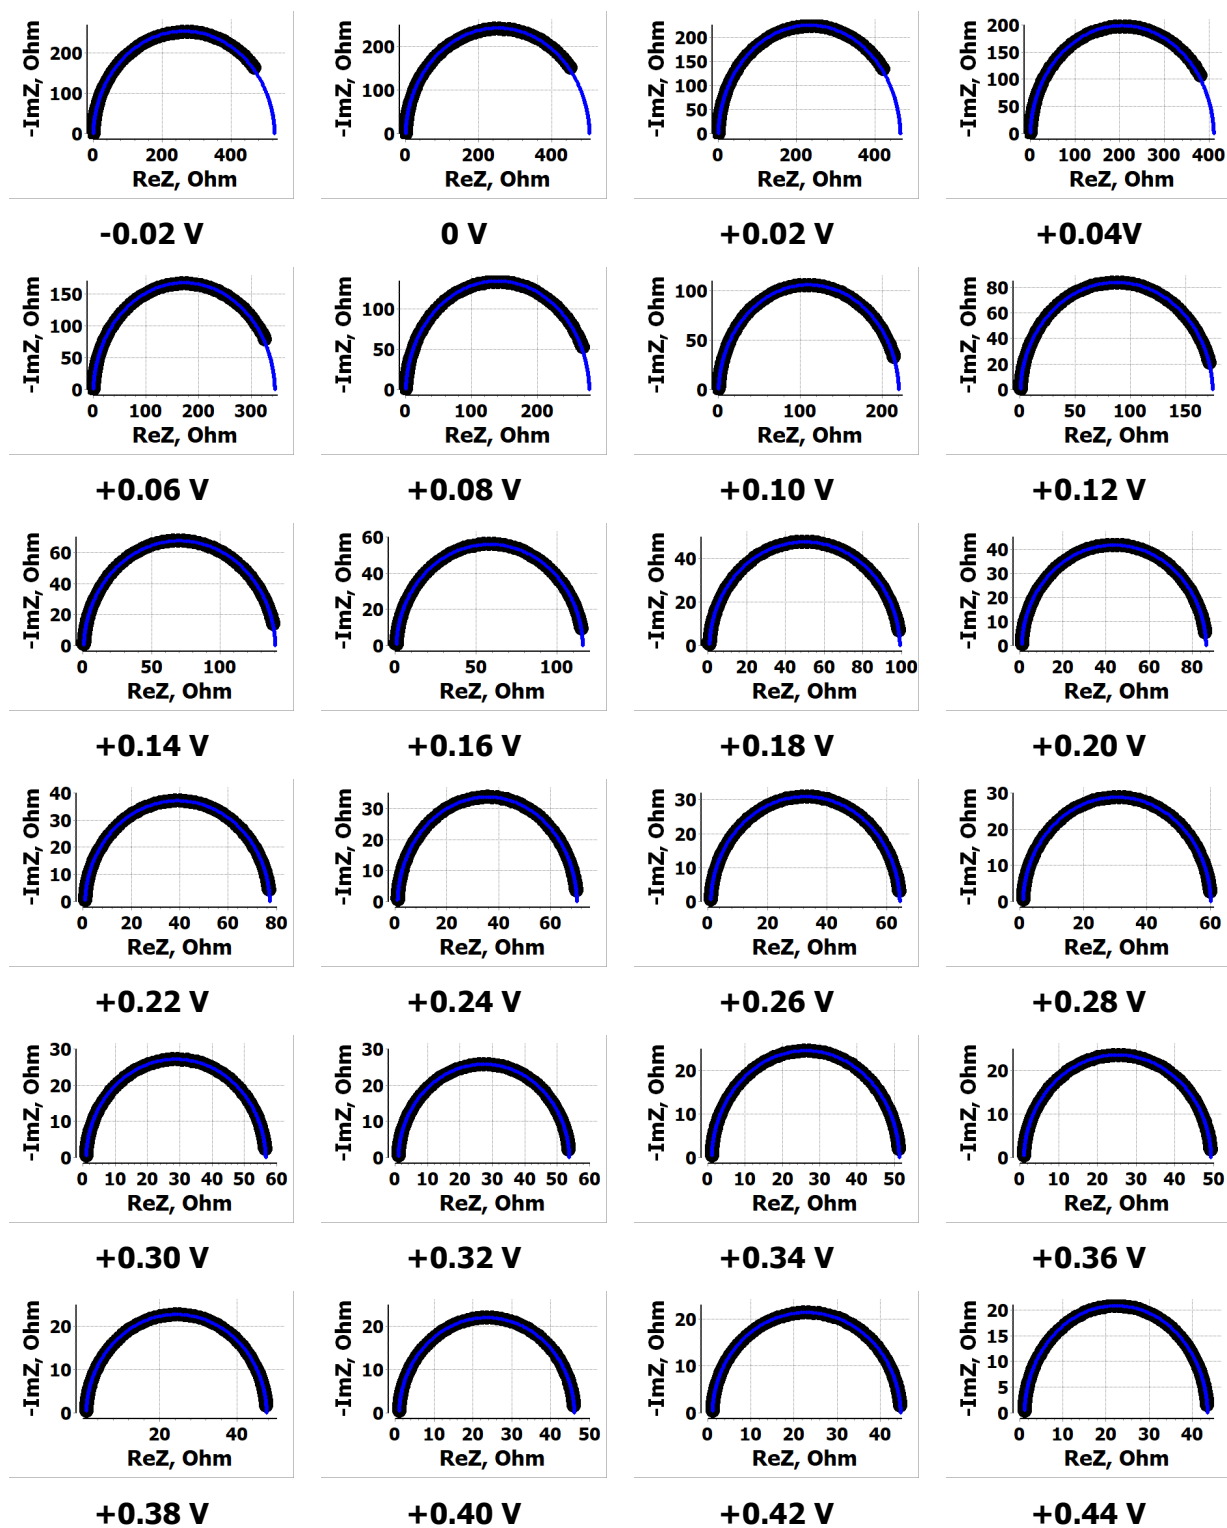 -ImZ, Ohm
200
100
0
0 200 400
ReZ, Ohm
-0.02 V
-ImZ, Ohm
200
100
0
0 200 400
ReZ, Ohm
0 V
-ImZ, Ohm
200
150
100
50
0
0 200 400
ReZ, Ohm
+0.02 V
-ImZ, Ohm
200
150
100
50
0
0 100 200 300 400
ReZ, Ohm
+0.04V
-ImZ, Ohm
150
100
50
0
0 100 200 300
ReZ, Ohm
+0.06 V
-ImZ, Ohm
100
50
0
0 100 200
ReZ, Ohm
+0.08 V
-ImZ, Ohm
100
50
0
0 100 200
ReZ, Ohm
+0.10 V
-ImZ, Ohm
80
60
40
20
0
0 50 100 150
ReZ, Ohm
+0.12 V
-ImZ, Ohm
60
40
20
0
0 50 100
ReZ, Ohm
+0.14 V
-ImZ, Ohm
60
40
20
0
0 50 100
ReZ, Ohm
+0.16 V
-ImZ, Ohm
40
20
0
0 20 40 60 80 100
ReZ, Ohm
+0.18 V
-ImZ, Ohm
40
30
20
10
0
0 20 40 60 80
ReZ, Ohm
+0.20 V
-ImZ, Ohm
40
30
20
10
0
0 20 40 60 80
ReZ, Ohm
+0.22 V
-ImZ, Ohm
30
20
10
0
0 20 40 60
ReZ, Ohm
+0.24 V
-ImZ, Ohm
30
20
10
0
0 20 40 60
ReZ, Ohm
+0.26 V
-ImZ, Ohm
30
20
10
0
0 20 40 60
ReZ, Ohm
+0.28 V
-ImZ, Ohm
30
20
10
0
0 10 20 30 40 50 60
ReZ, Ohm
+0.30 V
-ImZ, Ohm
30
20
10
0
0 10 20 30 40 50 60
ReZ, Ohm
+0.32 V
-ImZ, Ohm
20
10
0
0 10 20 30 40 50
ReZ, Ohm
+0.34 V
-ImZ, Ohm
20
10
0
0 10 20 30 40 50
ReZ, Ohm
+0.36 V
-ImZ, Ohm
20
10
0
20 40
ReZ, Ohm
+0.38 V
-ImZ, Ohm
20
10
0
0 10 20 30 40 50
ReZ, Ohm
+0.40 V
-ImZ, Ohm
20
10
0
0 10 20 30 40
ReZ, Ohm
+0.42 V
-ImZ, Ohm
20
15
10
5
0
0 10 20 30 40
ReZ, Ohm
+0.44 V